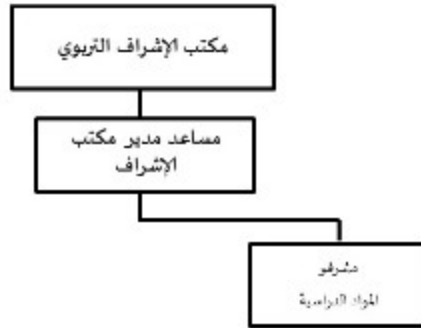 مكتب الإشراف التربوي
مساعد مدير مكتب
الإشراف
مشرفو
المواد الدراسية